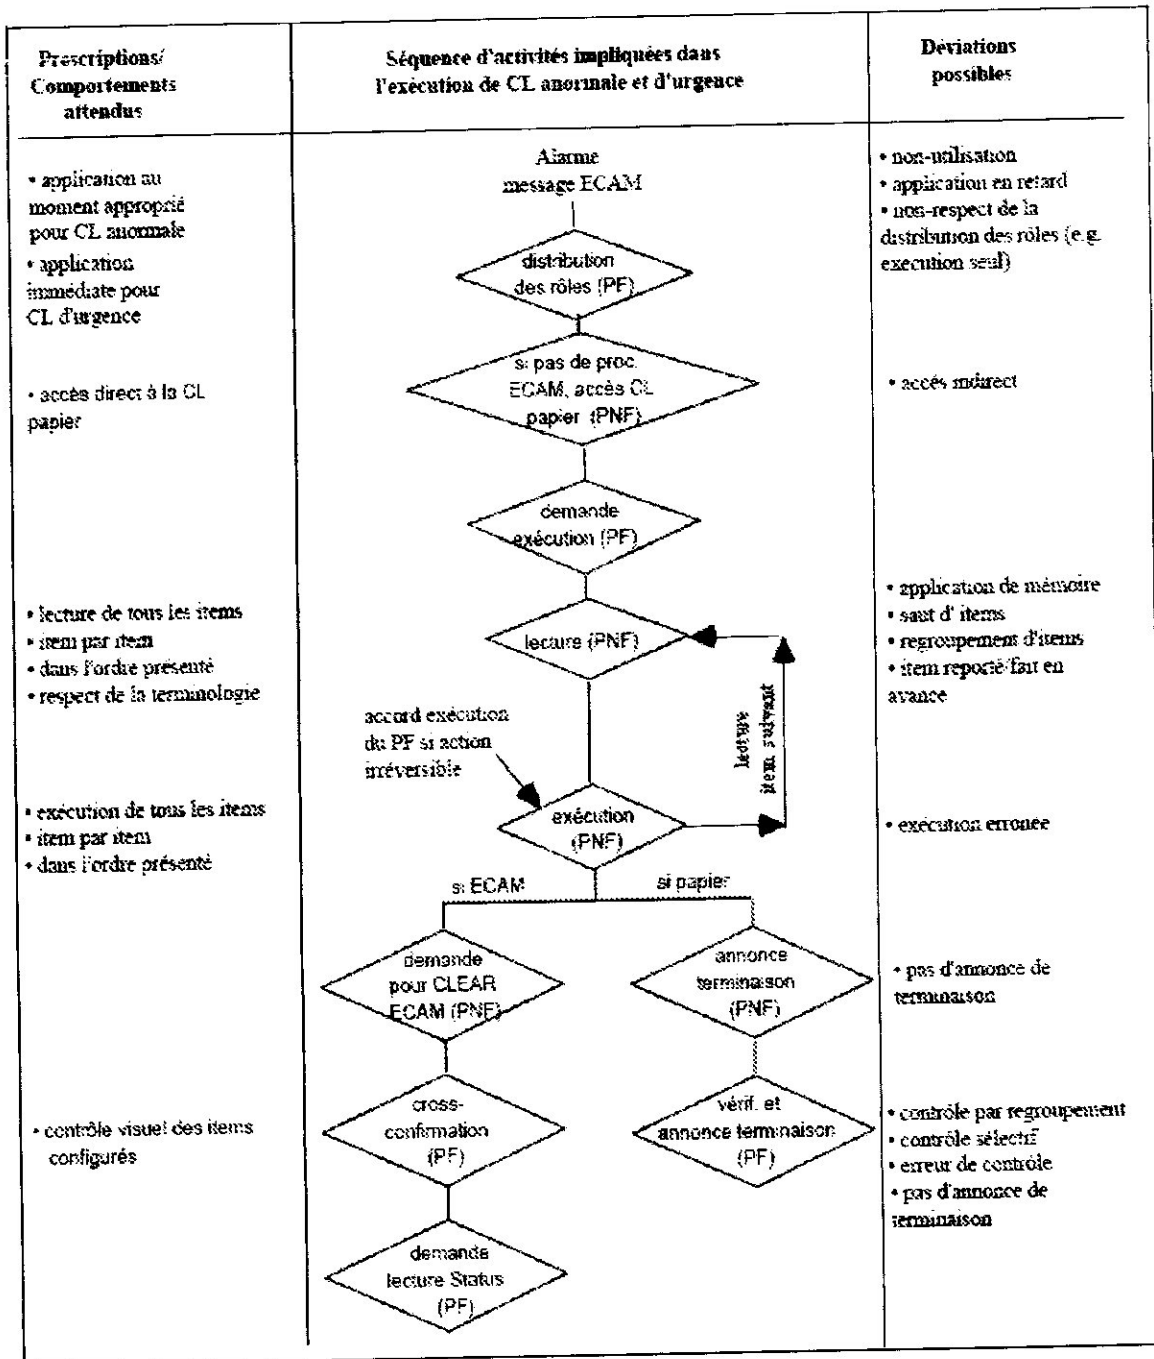 Prescriptions/
Comportements
attendus
Séquence d'activités impliquées dans
l'exécution de CL anormale et d'urgence
Déviations
possibles
• application au
moment approprié
pour CL anormale
• application
immédiate pour
CL d'urgence
Alarme
message ECAM
• non-utilisation
• application en retard
• non-respect de la
distribution des rôles (e.g.
execution seul)
distribution
des rôles (PF)
• accès direct à la CL
papier
si pas de proc.
ECAM, accès CL
papier (PNF)
• accès indirect
demande
exécution (PF)
• lecture de tous les items
• item par item
• dans l'ordre présenté
• respect de la terminologie
lecture (PNF)
• application de mémoire
• saut d' items
• regroupement d'items
• item reporté/fait en
avance
lecture
item suivant
accord exécution
du PF si action
irréversible
• exécution de tous les items
• item par item
• dans l'ordre présenté
exécution
(PNF)
• exécution erronée
si ECAM
si papier
demande
pour CLEAR
ECAM (PNF)
annonce
terminaison
(PNF)
• pas d'annonce de
terminaison
• contrôle visuel des items
configurés
cross-
confirmation
(PF)
vérif. et
annonce terminaison
(PF)
• contrôle par regroupement
• contrôle sélectif
• erreur de contrôle
• pas d'annonce de
terminaison
demande
lecture Status
(PF)